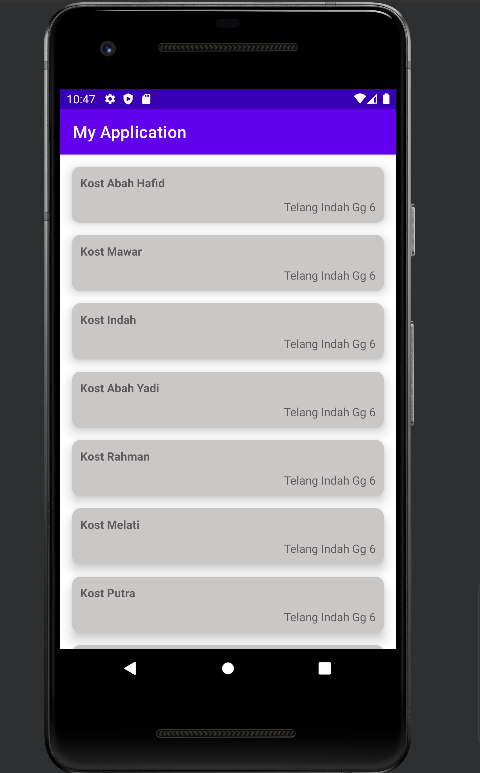 10:47
My Application
Kost Abah Hafid
Telang Indah Gg 6
Kost Mawar
Telang Indah Gg 6
Kost Indah
Telang Indah Gg 6
Kost Abah Yadi
Telang Indah Gg 6
Kost Rahman
Telang Indah Gg 6
Kost Melati
Telang Indah Gg 6
Kost Putra
Telang Indah Gg 6